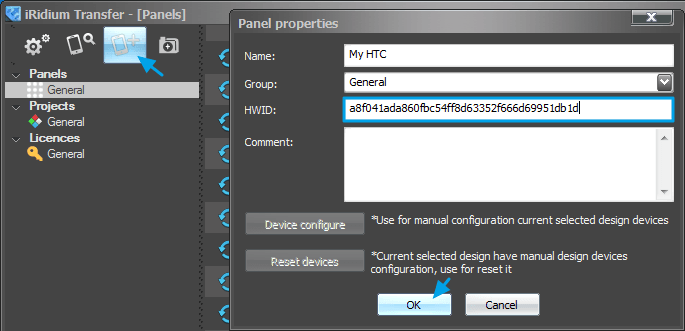 iRidium Transfer - [Panels]
Panels
General
Projects
General
Licences
General
Panel properties
Name:
My HTC
Group:
General
HWID:
a8f041ada860fbc54ff8d63352f666d69951db1d
Comment:
Device configure
*Use for manual configuration current selected design devices
Reset devices
*Current selected design have manual design devices
configuration, use for reset it
OK
Cancel